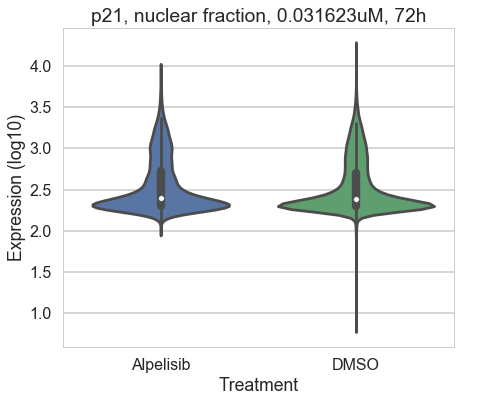 p21, nuclear fraction, 0.031623uM, 72h
4.0
3.5
3.0
2.5
2.0
1.5
1.0
Expression (log10)
Alpelisib
DMSO
Treatment